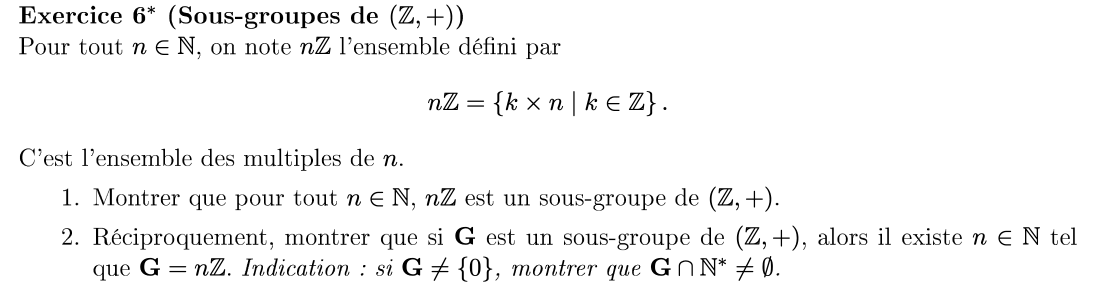 Exercice 6* (Sous-groupes de (ℤ, +))
Pour tout n ∈ ℕ, on note nℤ l'ensemble défini par
nℤ = {k × n | k ∈ ℤ} .
C'est l'ensemble des multiples de n.
1. Montrer que pour tout n ∈ ℕ, nℤ est un sous-groupe de (ℤ, +).
2. Réciproquement, montrer que si G est un sous-groupe de (ℤ, +), alors il existe n ∈ ℕ tel
que G = nℤ. Indication : si G ≠ {0}, montrer que G ∩ ℕ* ≠ ∅.